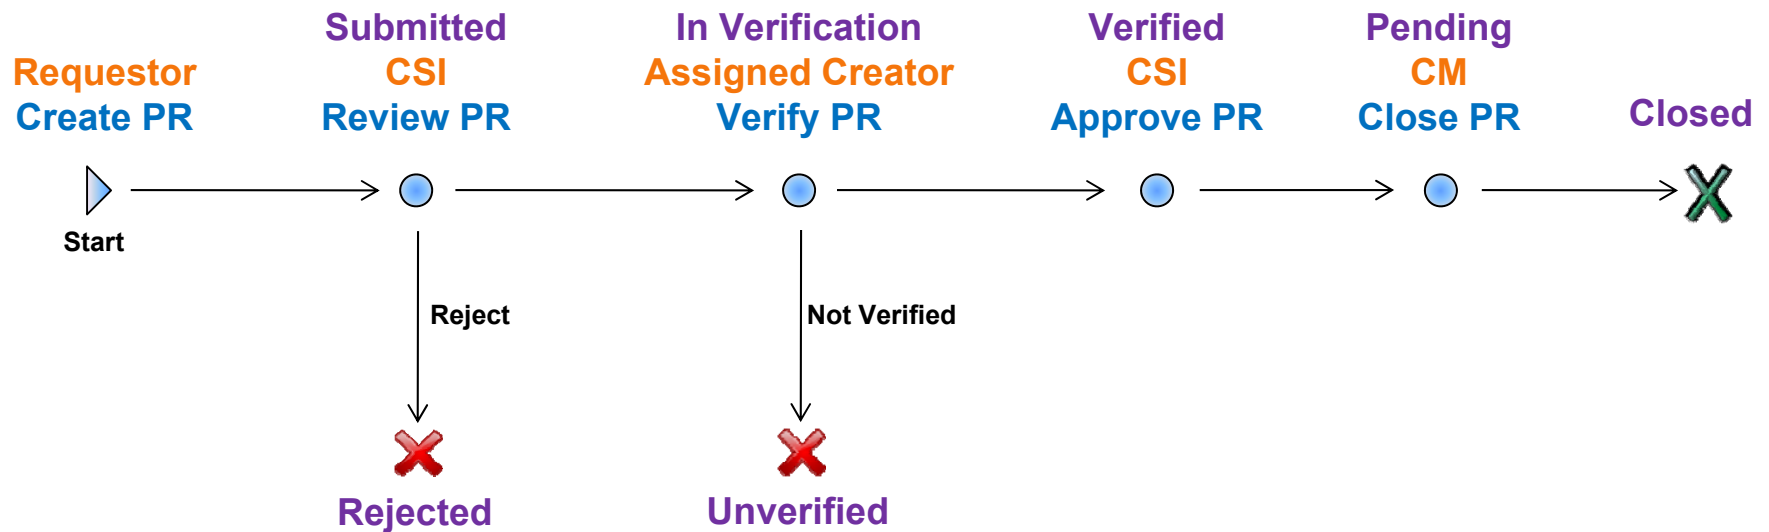 Requestor
Create PR
Start
Submitted
CSI
Review PR
Reject
Rejected
In Verification
Assigned Creator
Verify PR
Not Verified
Unverified
Verified
CSI
Approve PR
Pending
CM
Close PR
Closed